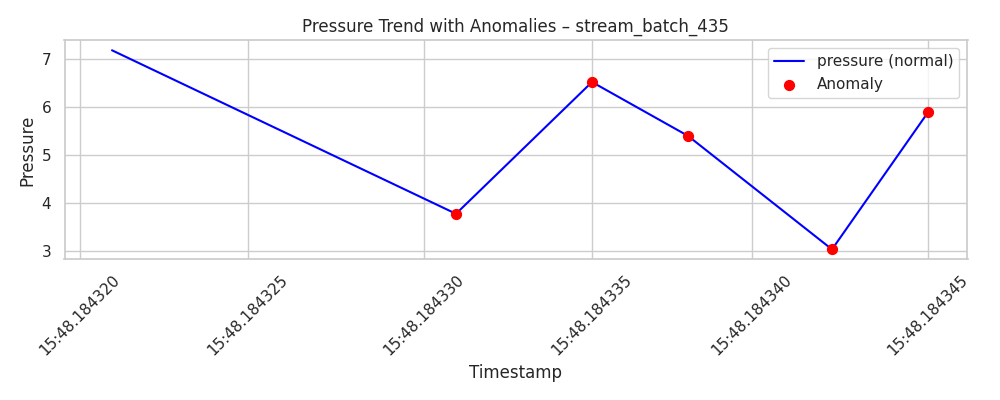 Pressure Trend with Anomalies – stream_batch_435
pressure (normal)
Anomaly
Pressure
7
6
5
4
3
15:48.184320
15:48.184325
15:48.184330
15:48.184335
15:48.184340
15:48.184345
Timestamp